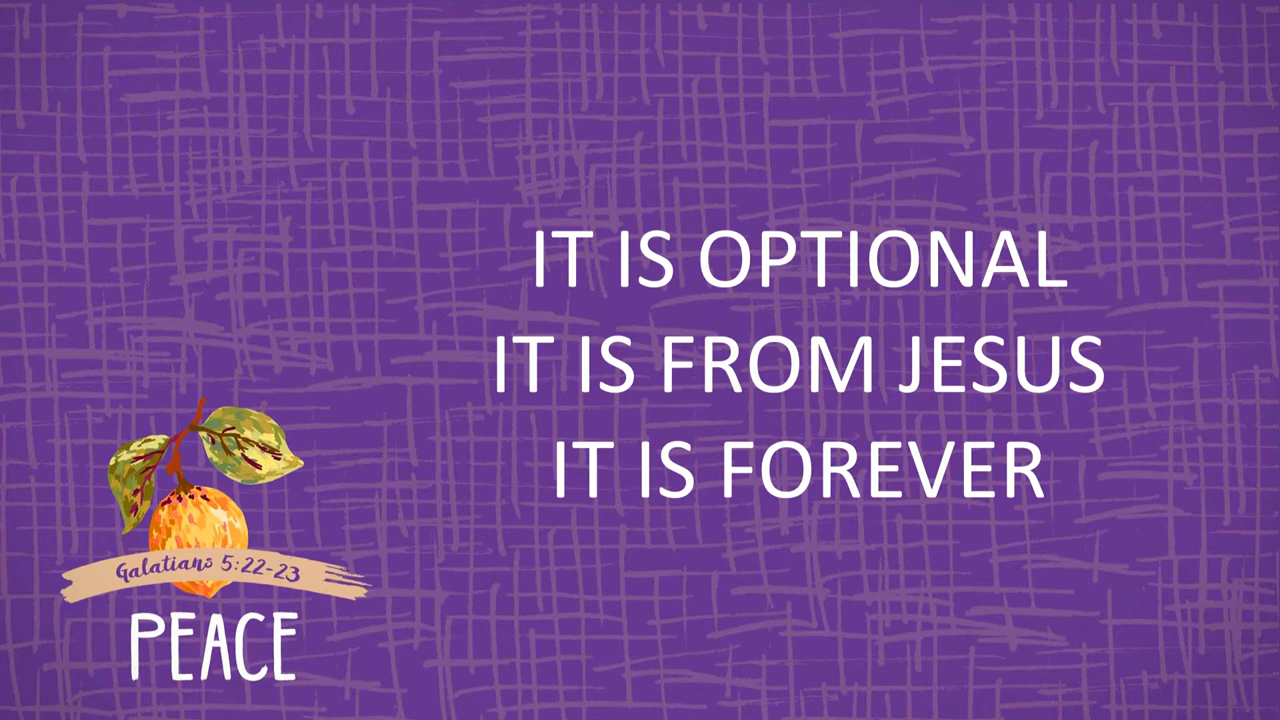 IT IS OPTIONAL
IT IS FROM JESUS
IT IS FOREVER
Galatians 5:22-23
PEACE